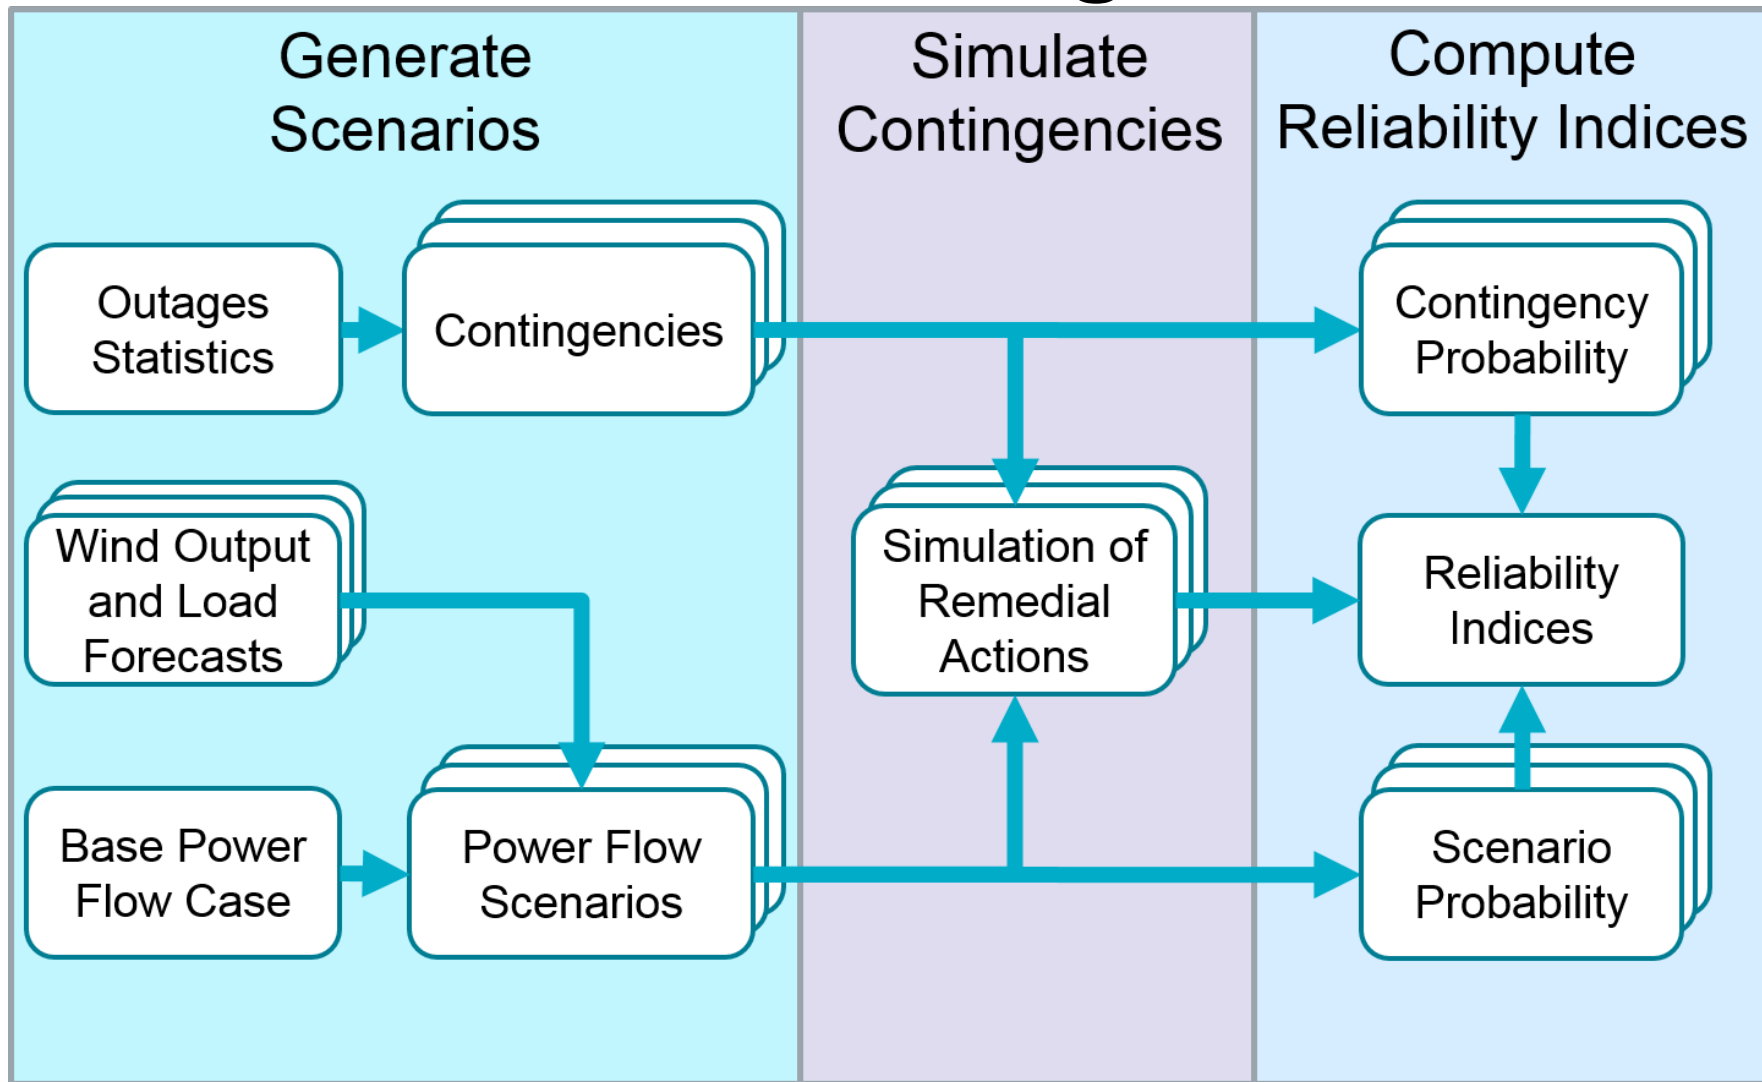 Generate
Scenarios
Simulate
Contingencies
Compute
Reliability Indices
Outages
Statistics
Contingencies
Contingency
Probability
Wind Output
and Load
Forecasts
Simulation of
Remedial
Actions
Reliability
Indices
Base Power
Flow Case
Power Flow
Scenarios
Scenario
Probability